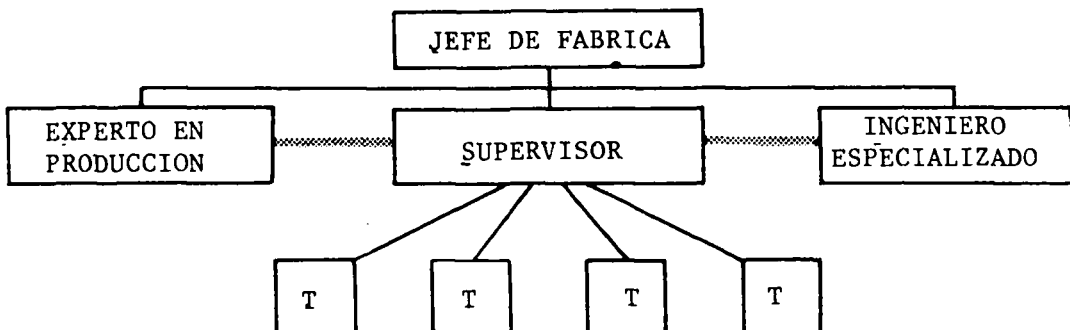 JEFE DE FABRICA
EXPERTO EN
PRODUCCION
SUPERVISOR
INGENIERO
ESPECIALIZADO
T
T
T
T